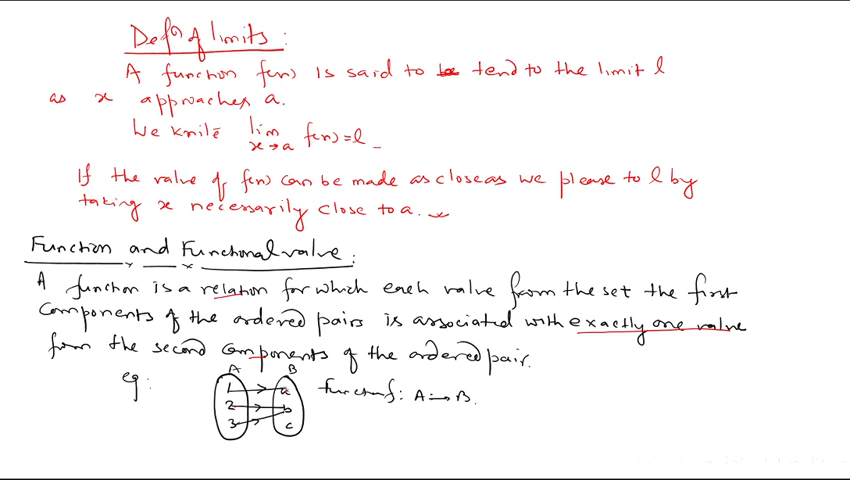 Defn of limits :
A function f(x) is said to tend to the limit l
as x approaches a.
We write lim f(x) = l
x→a
If the value of f(x) can be made as close as we please to l by
taking x necessarily close to a.
Function and Functional value :
A function is a relation for which each value from the set the first
components of the ordered pairs is associated with exactly one value
from the second components of the ordered pair.
eg :
A B
1 a function f : A → B
2 b
3 c